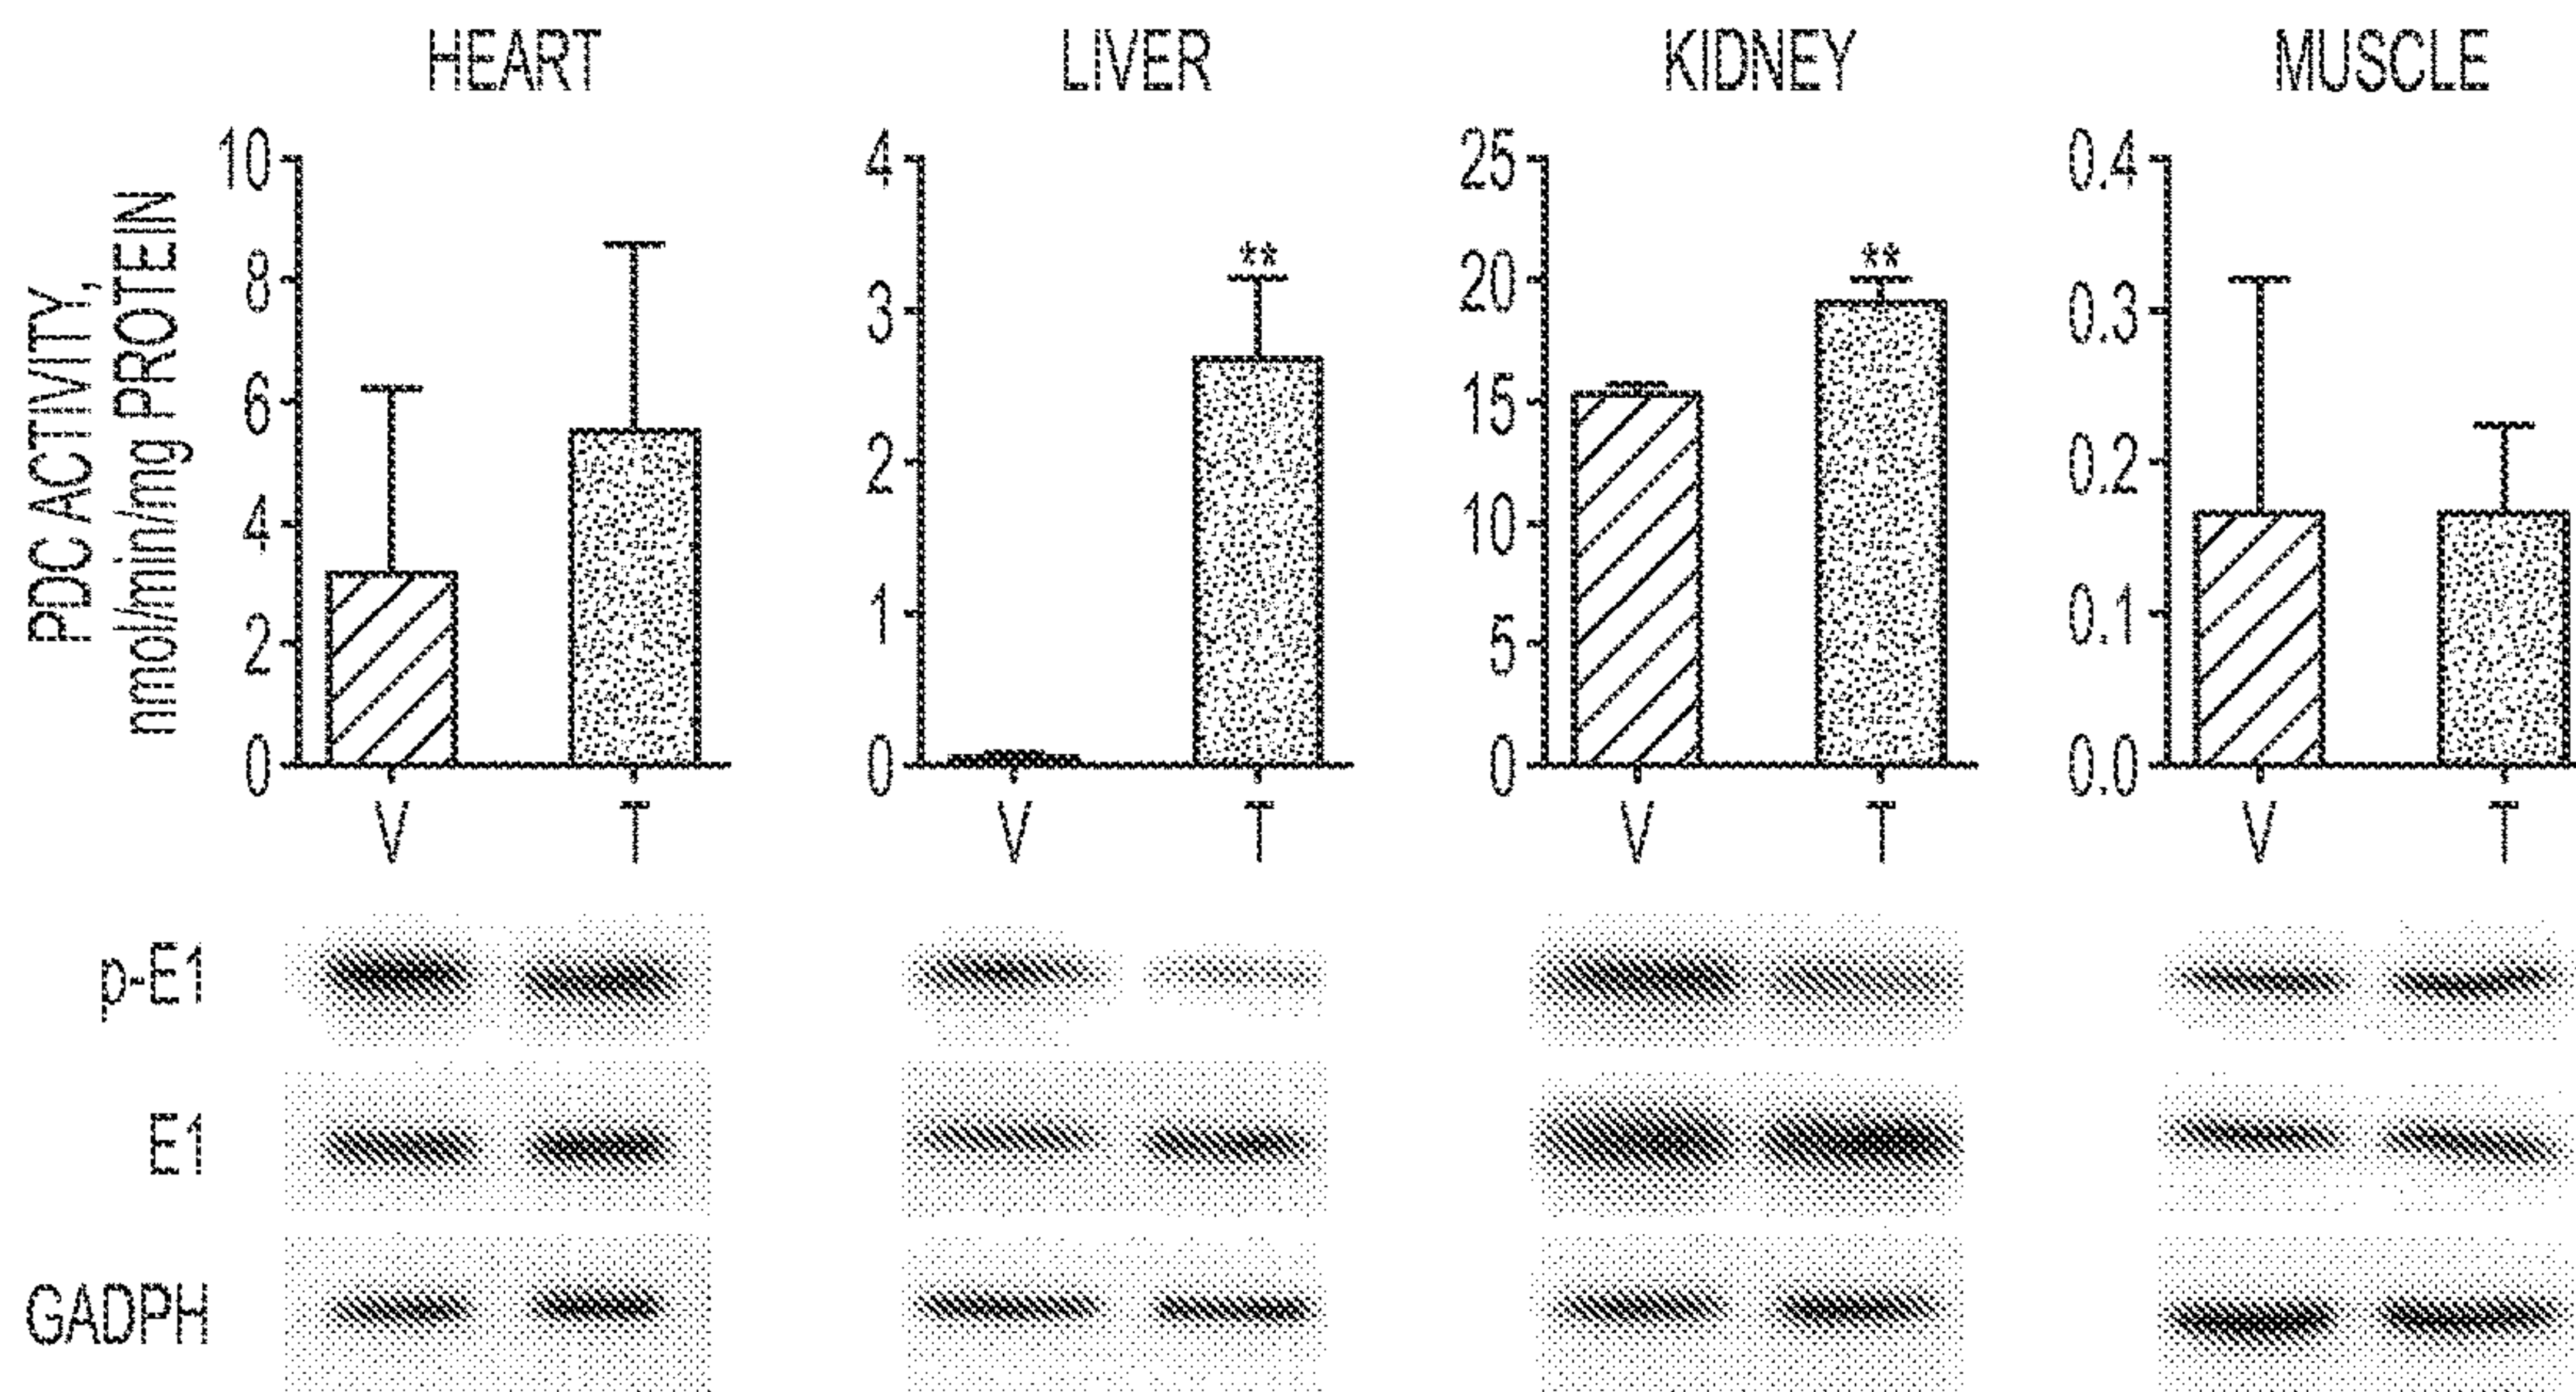 HEART
LIVER
KIDNEY
MUSCLE
PDC ACTIVITY,
nmol/min/mg PROTEIN
10
8
6
4
2
0
V T
4
3
2
1
0
**
V T
25
20
15
10
5
0
**
V T
0.4
0.3
0.2
0.1
0.0
V T
p-E1
E1
GADPH